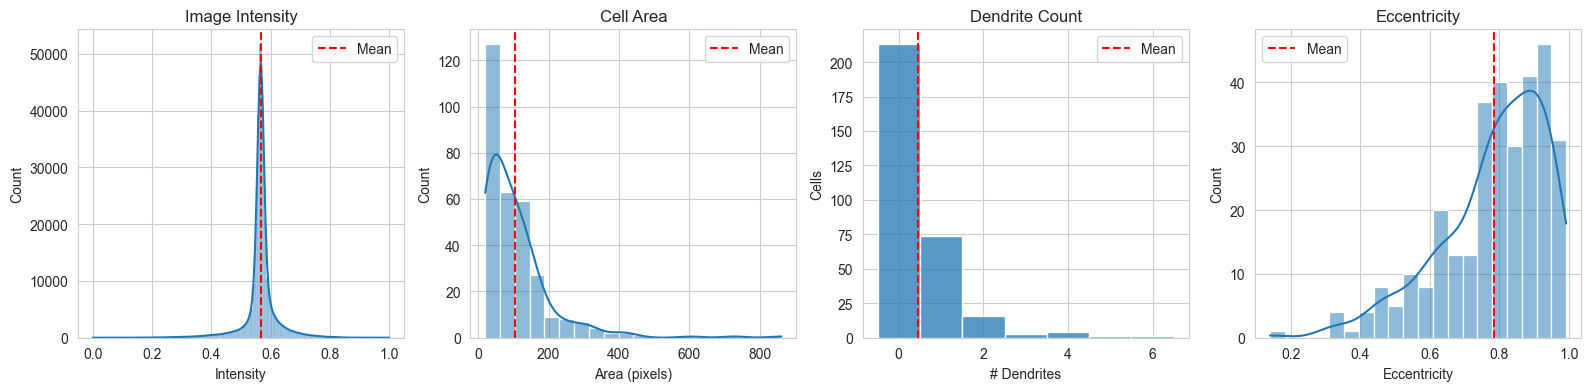 Image Intensity
Mean
50000
40000
30000
20000
10000
0
Count
0.0 0.2 0.4 0.6 0.8 1.0
Intensity
Cell Area
Mean
120
100
80
60
40
20
0
Count
0 200 400 600 800
Area (pixels)
Dendrite Count
Mean
200
175
150
125
100
75
50
25
0
Cells
0 2 4 6
# Dendrites
Eccentricity
Mean
40
30
20
10
0
Count
0.2 0.4 0.6 0.8 1.0
Eccentricity